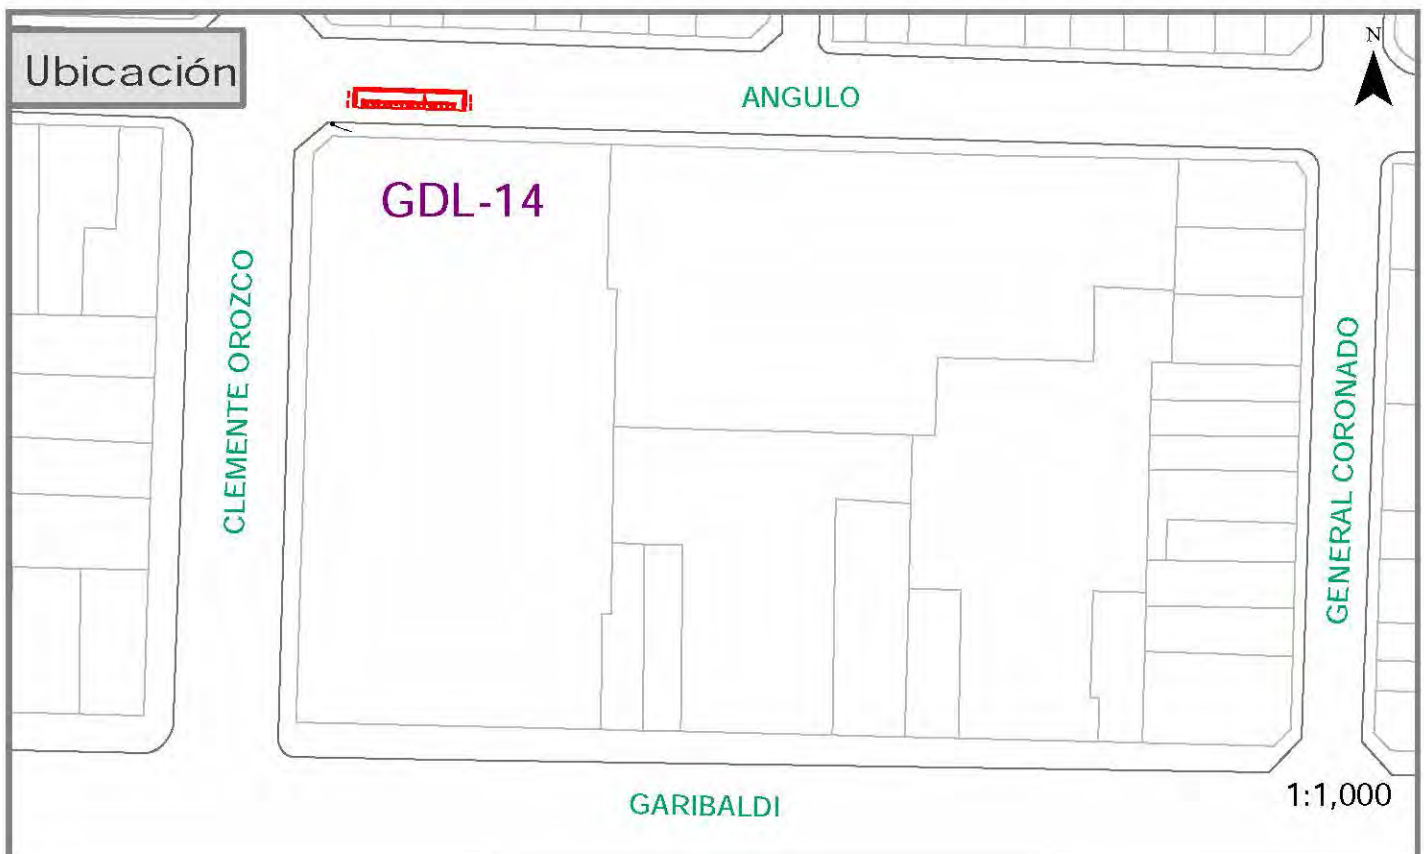 Ubicación
N
ANGULO
GDL-14
CLEMENTE OROZCO
GENERAL CORONADO
1:1,000
GARIBALDI